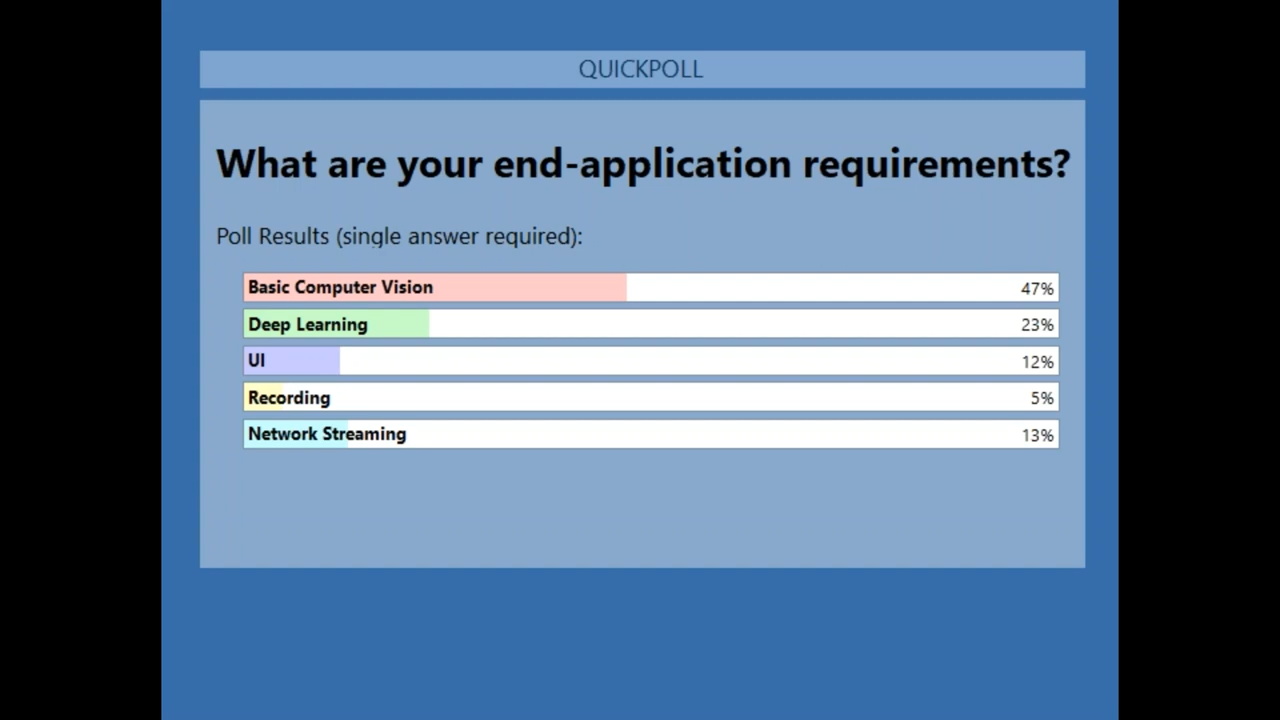 QUICKPOLL
What are your end-application requirements?
Poll Results (single answer required):
Basic Computer Vision 47%
Deep Learning 23%
UI 12%
Recording 5%
Network Streaming 13%